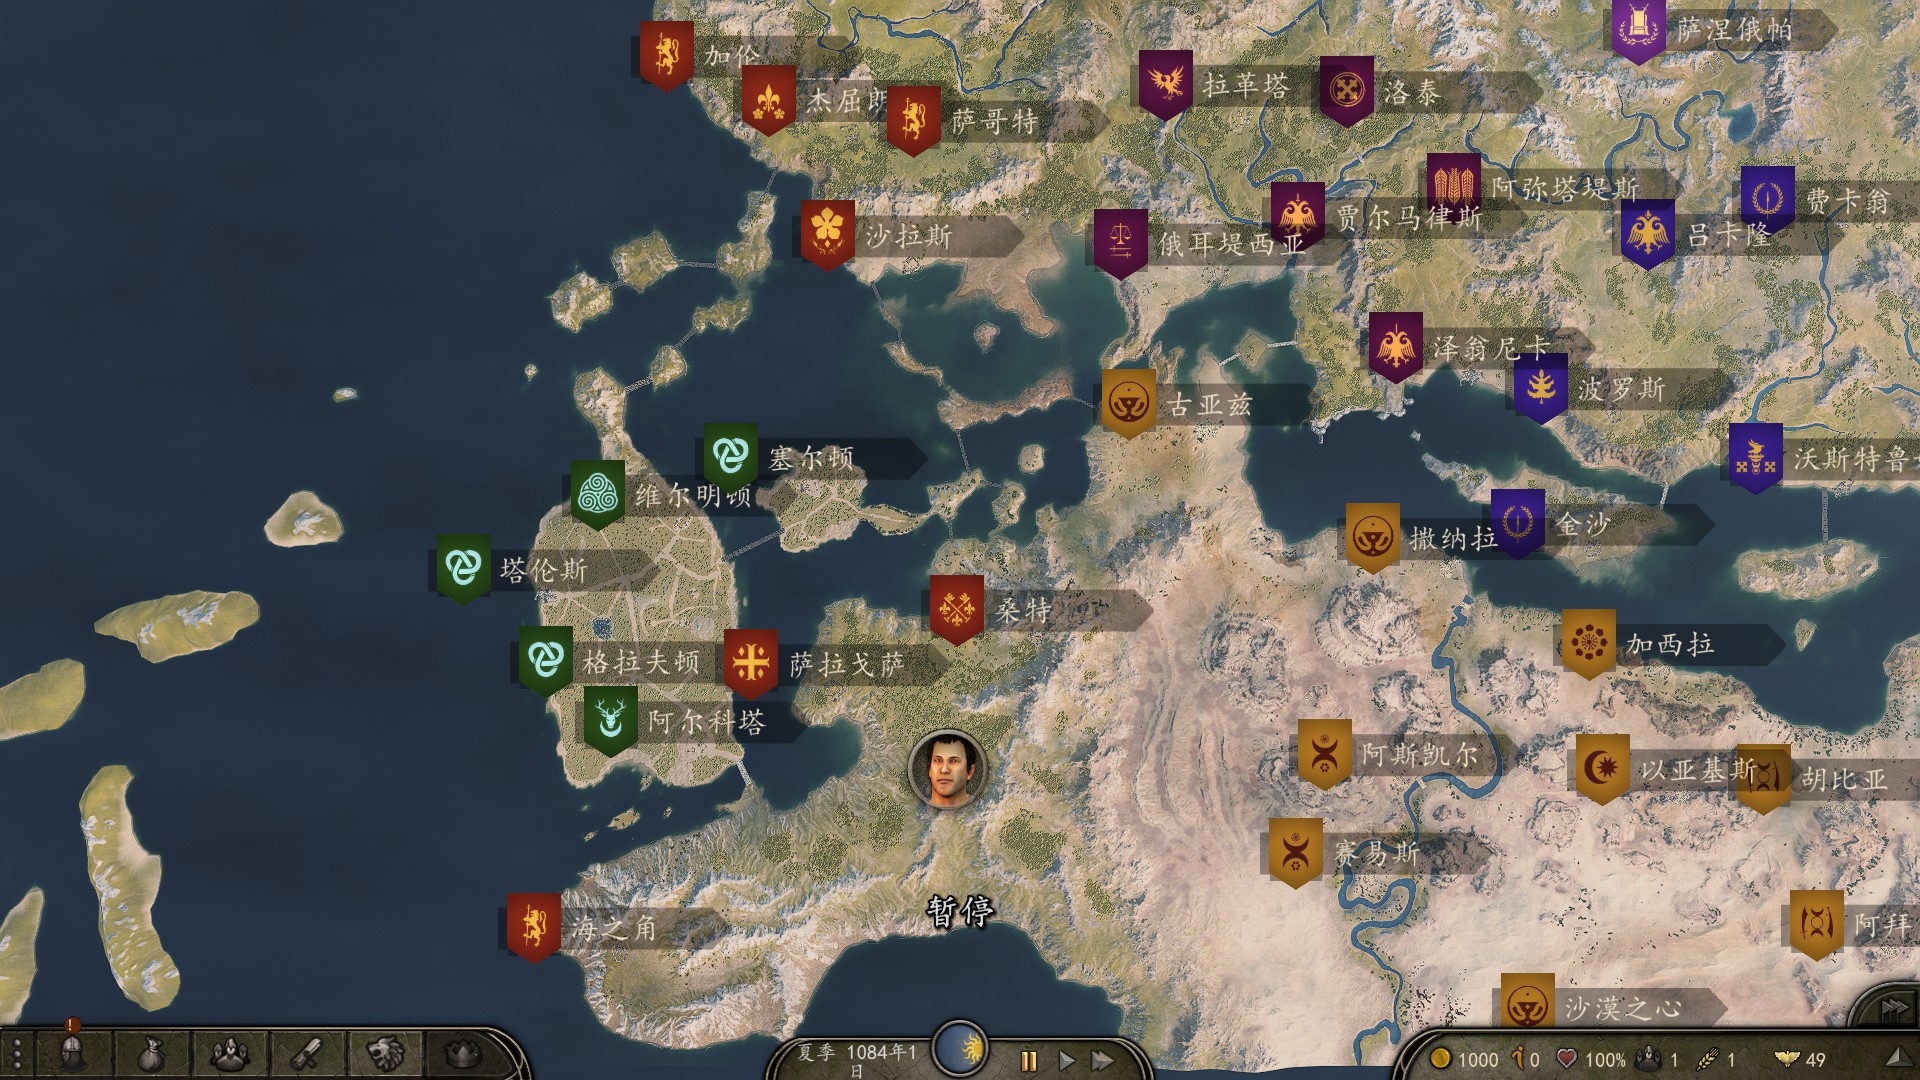 萨涅俄帕
加伦
拉革塔
洛泰
杰屈朗
萨哥特
阿弥塔堤斯
费卡翁
贾尔马律斯
沙拉斯
俄耳堤西亚
吕卡隆
泽翁尼卡
波罗斯
古亚兹
塞尔顿
沃斯特鲁
维尔明顿
金沙
撒纳拉
塔伦斯
桑特
加西拉
格拉夫顿
萨拉戈萨
阿尔科塔
阿斯凯尔
以亚基斯
胡比亚
赛易斯
暂停
海之角
阿拜
沙漠之心
夏季 1084年1
日
1000 0 100% 1 1 49